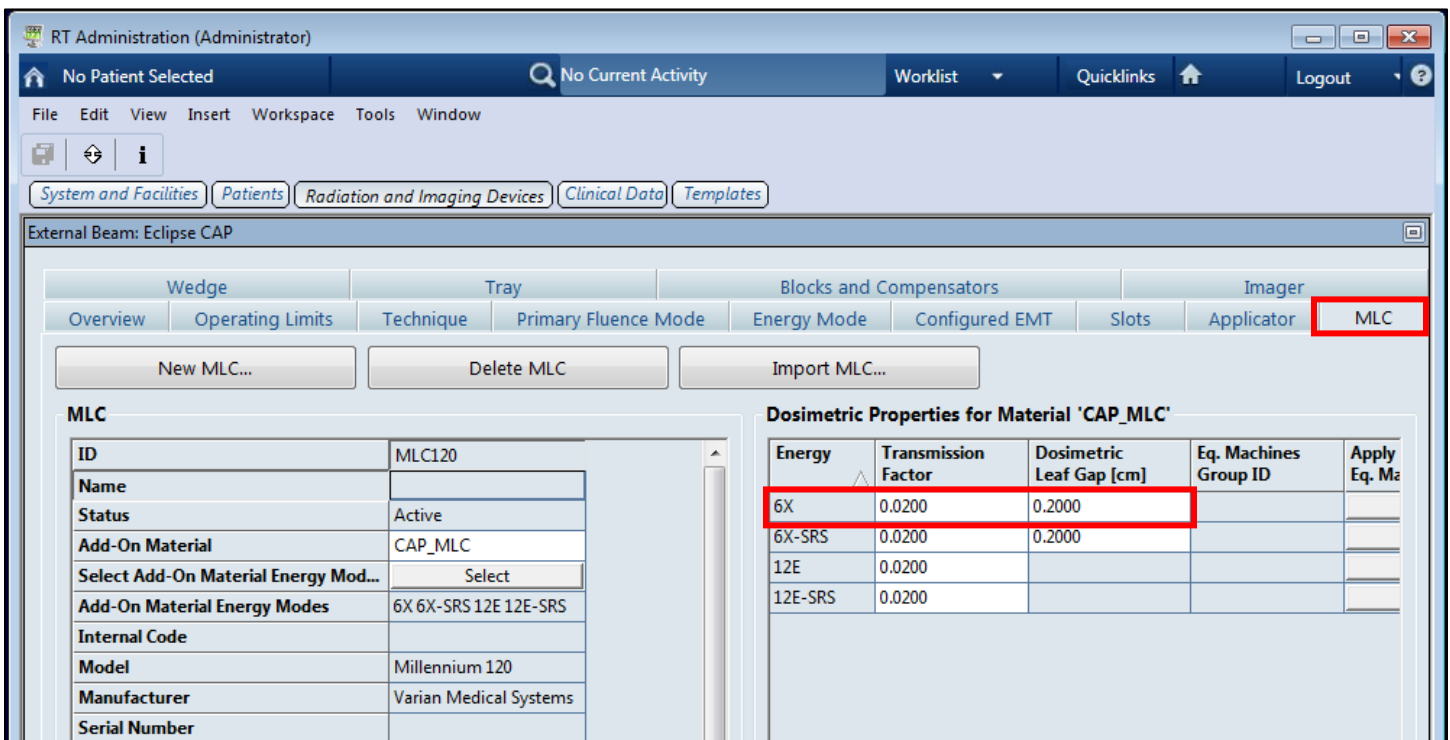 RT Administration (Administrator)
No Patient Selected No Current Activity Worklist Quicklinks Logout ?
File Edit View Insert Workspace Tools Window
i
System and Facilities Patients Radiation and Imaging Devices Clinical Data Templates
External Beam: Eclipse CAP
Wedge Tray Blocks and Compensators Imager
Overview Operating Limits Technique Primary Fluence Mode Energy Mode Configured EMT Slots Applicator MLC
New MLC... Delete MLC Import MLC...
MLC
ID MLC120
Name
Status Active
Add-On Material CAP_MLC
Select Add-On Material Energy Mod... Select
Add-On Material Energy Modes 6X 6X-SRS 12E 12E-SRS
Internal Code
Model Millennium 120
Manufacturer Varian Medical Systems
Serial Number
Dosimetric Properties for Material 'CAP_MLC'
Energy Transmission Dosimetric Eq. Machines Apply
Factor Leaf Gap [cm] Group ID Eq. Ma
6X 0.0200 0.2000
6X-SRS 0.0200 0.2000
12E 0.0200
12E-SRS 0.0200